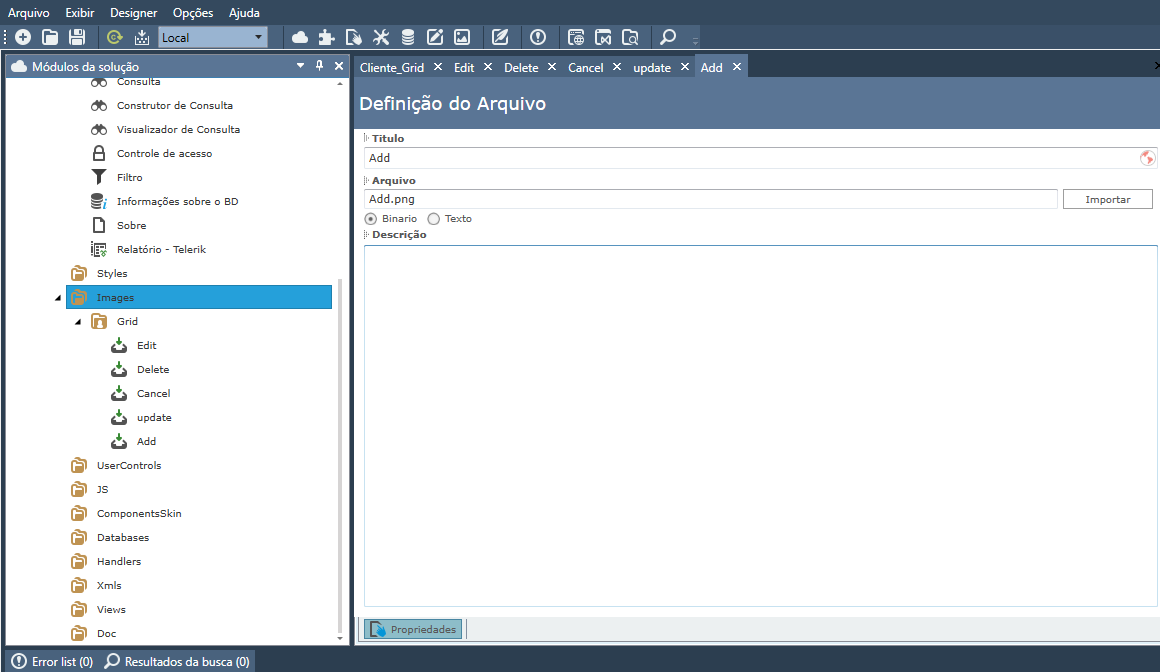 Arquivo Exibir Designer Opções Ajuda
Local
Módulos da solução
Consulta
Construtor de Consulta
Visualizador de Consulta
Controle de acesso
Filtro
Informações sobre o BD
Sobre
Relatório - Telerik
Styles
Images
Grid
Edit
Delete
Cancel
update
Add
UserControls
JS
ComponentsSkin
Databases
Handlers
Xmls
Views
Doc
Cliente_Grid Edit Delete Cancel update Add
Definição do Arquivo
Titulo
Add
Arquivo
Add.png
Importar
Binario Texto
Descrição
Propriedades
Error list (0) Resultados da busca (0)